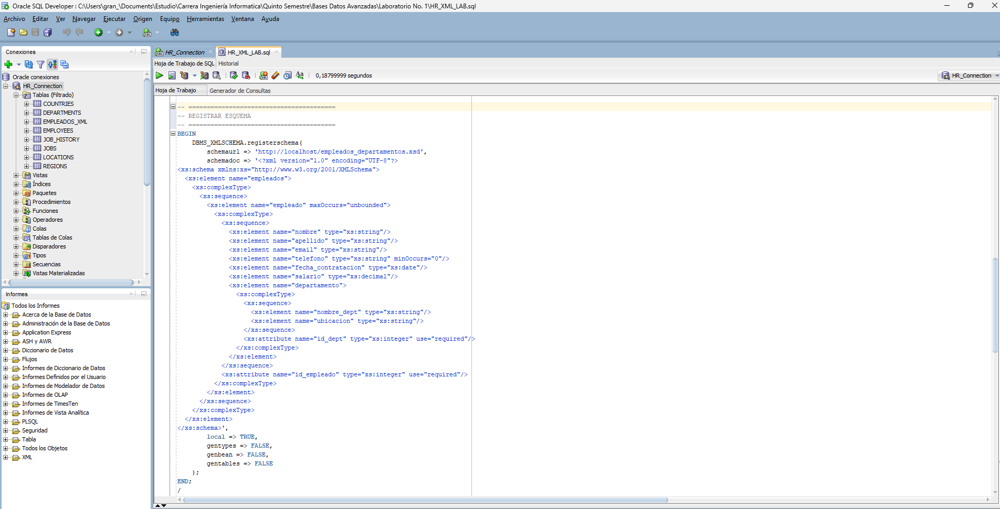 Oracle SQL Developer : C:\Users\gran_\Documents\Estudio\Carrera Ingeniería Informatica\Quinto Semestre\Bases Datos Avanzadas\Laboratorio No. 1\HR_XML_LAB.sql
Archivo Editar Ver Navegar Ejecutar Origen Equipo Herramientas Ventana Ayuda
Conexiones
Oracle conexiones
HR_Connection
Tablas (Filtrado)
COUNTRIES
DEPARTMENTS
EMPLEADOS_XML
EMPLOYEES
JOB_HISTORY
JOBS
LOCATIONS
REGIONS
Vistas
Índices
Paquetes
Procedimientos
Funciones
Operadores
Colas
Tablas de Colas
Disparadores
Tipos
Secuencias
Vistas Materializadas
Informes
Todos los Informes
Acerca de la Base de Datos
Administración de la Base de Datos
Application Express
ASH y AWR
Diccionario de Datos
Flujos
Informes de Diccionario de Datos
Informes Definidos por el Usuario
Informes de Modelador de Datos
Informes de OLAP
Informes de TimesTen
Informes de Vista Analítica
PLSQL
Seguridad
Tabla
Todos los Objetos
XML
HR_Connection HR_XML_LAB.sql
Hoja de Trabajo de SQL Historial
0,18799999 segundos
HR_Connection
Hoja de Trabajo Generador de Consultas
-- ========================================
-- REGISTRAR ESQUEMA
-- ========================================
BEGIN
    DBMS_XMLSCHEMA.registerschema(
        schemaurl => 'http://localhost/empleados_departamentos.xsd',
        schemadoc => '<?xml version="1.0" encoding="UTF-8"?>
<xs:schema xmlns:xs="http://www.w3.org/2001/XMLSchema">
  <xs:element name="empleados">
    <xs:complexType>
      <xs:sequence>
        <xs:element name="empleado" maxOccurs="unbounded">
          <xs:complexType>
            <xs:sequence>
              <xs:element name="nombre" type="xs:string"/>
              <xs:element name="apellido" type="xs:string"/>
              <xs:element name="email" type="xs:string"/>
              <xs:element name="telefono" type="xs:string" minOccurs="0"/>
              <xs:element name="fecha_contratacion" type="xs:date"/>
              <xs:element name="salario" type="xs:decimal"/>
              <xs:element name="departamento">
                <xs:complexType>
                  <xs:sequence>
                    <xs:element name="nombre_dept" type="xs:string"/>
                    <xs:element name="ubicacion" type="xs:string"/>
                  </xs:sequence>
                  <xs:attribute name="id_dept" type="xs:integer" use="required"/>
                </xs:complexType>
              </xs:element>
            </xs:sequence>
            <xs:attribute name="id_empleado" type="xs:integer" use="required"/>
          </xs:complexType>
        </xs:element>
      </xs:sequence>
    </xs:complexType>
  </xs:element>
</xs:schema>',
        local => TRUE,
        gentypes => FALSE,
        genbean => FALSE,
        gentables => FALSE
    );
END;
/